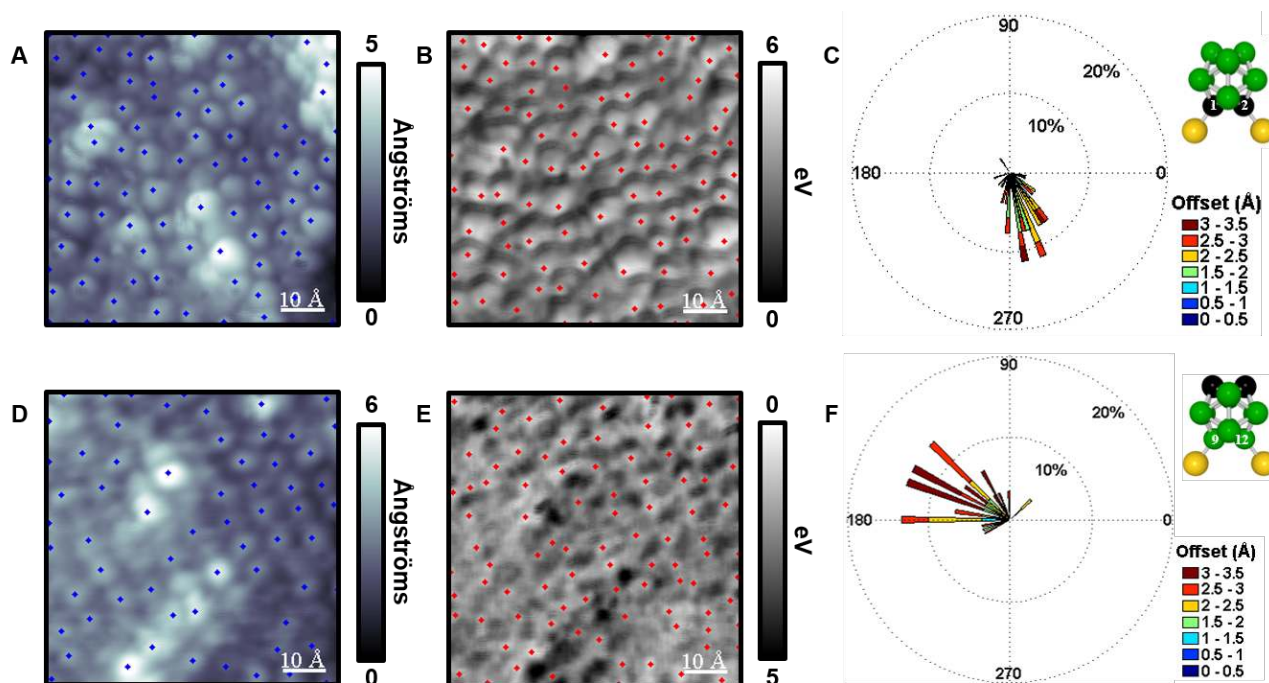 A
5
Ångströms
0
10 Å
B
6
eV
0
10 Å
C
90
20%
10%
180
0
270
1 2
Offset (Å)
3 - 3.5
2.5 - 3
2 - 2.5
1.5 - 2
1 - 1.5
0.5 - 1
0 - 0.5
D
6
Ångströms
0
10 Å
E
0
eV
5
10 Å
F
90
20%
10%
180
0
270
9 12
Offset (Å)
3 - 3.5
2.5 - 3
2 - 2.5
1.5 - 2
1 - 1.5
0.5 - 1
0 - 0.5